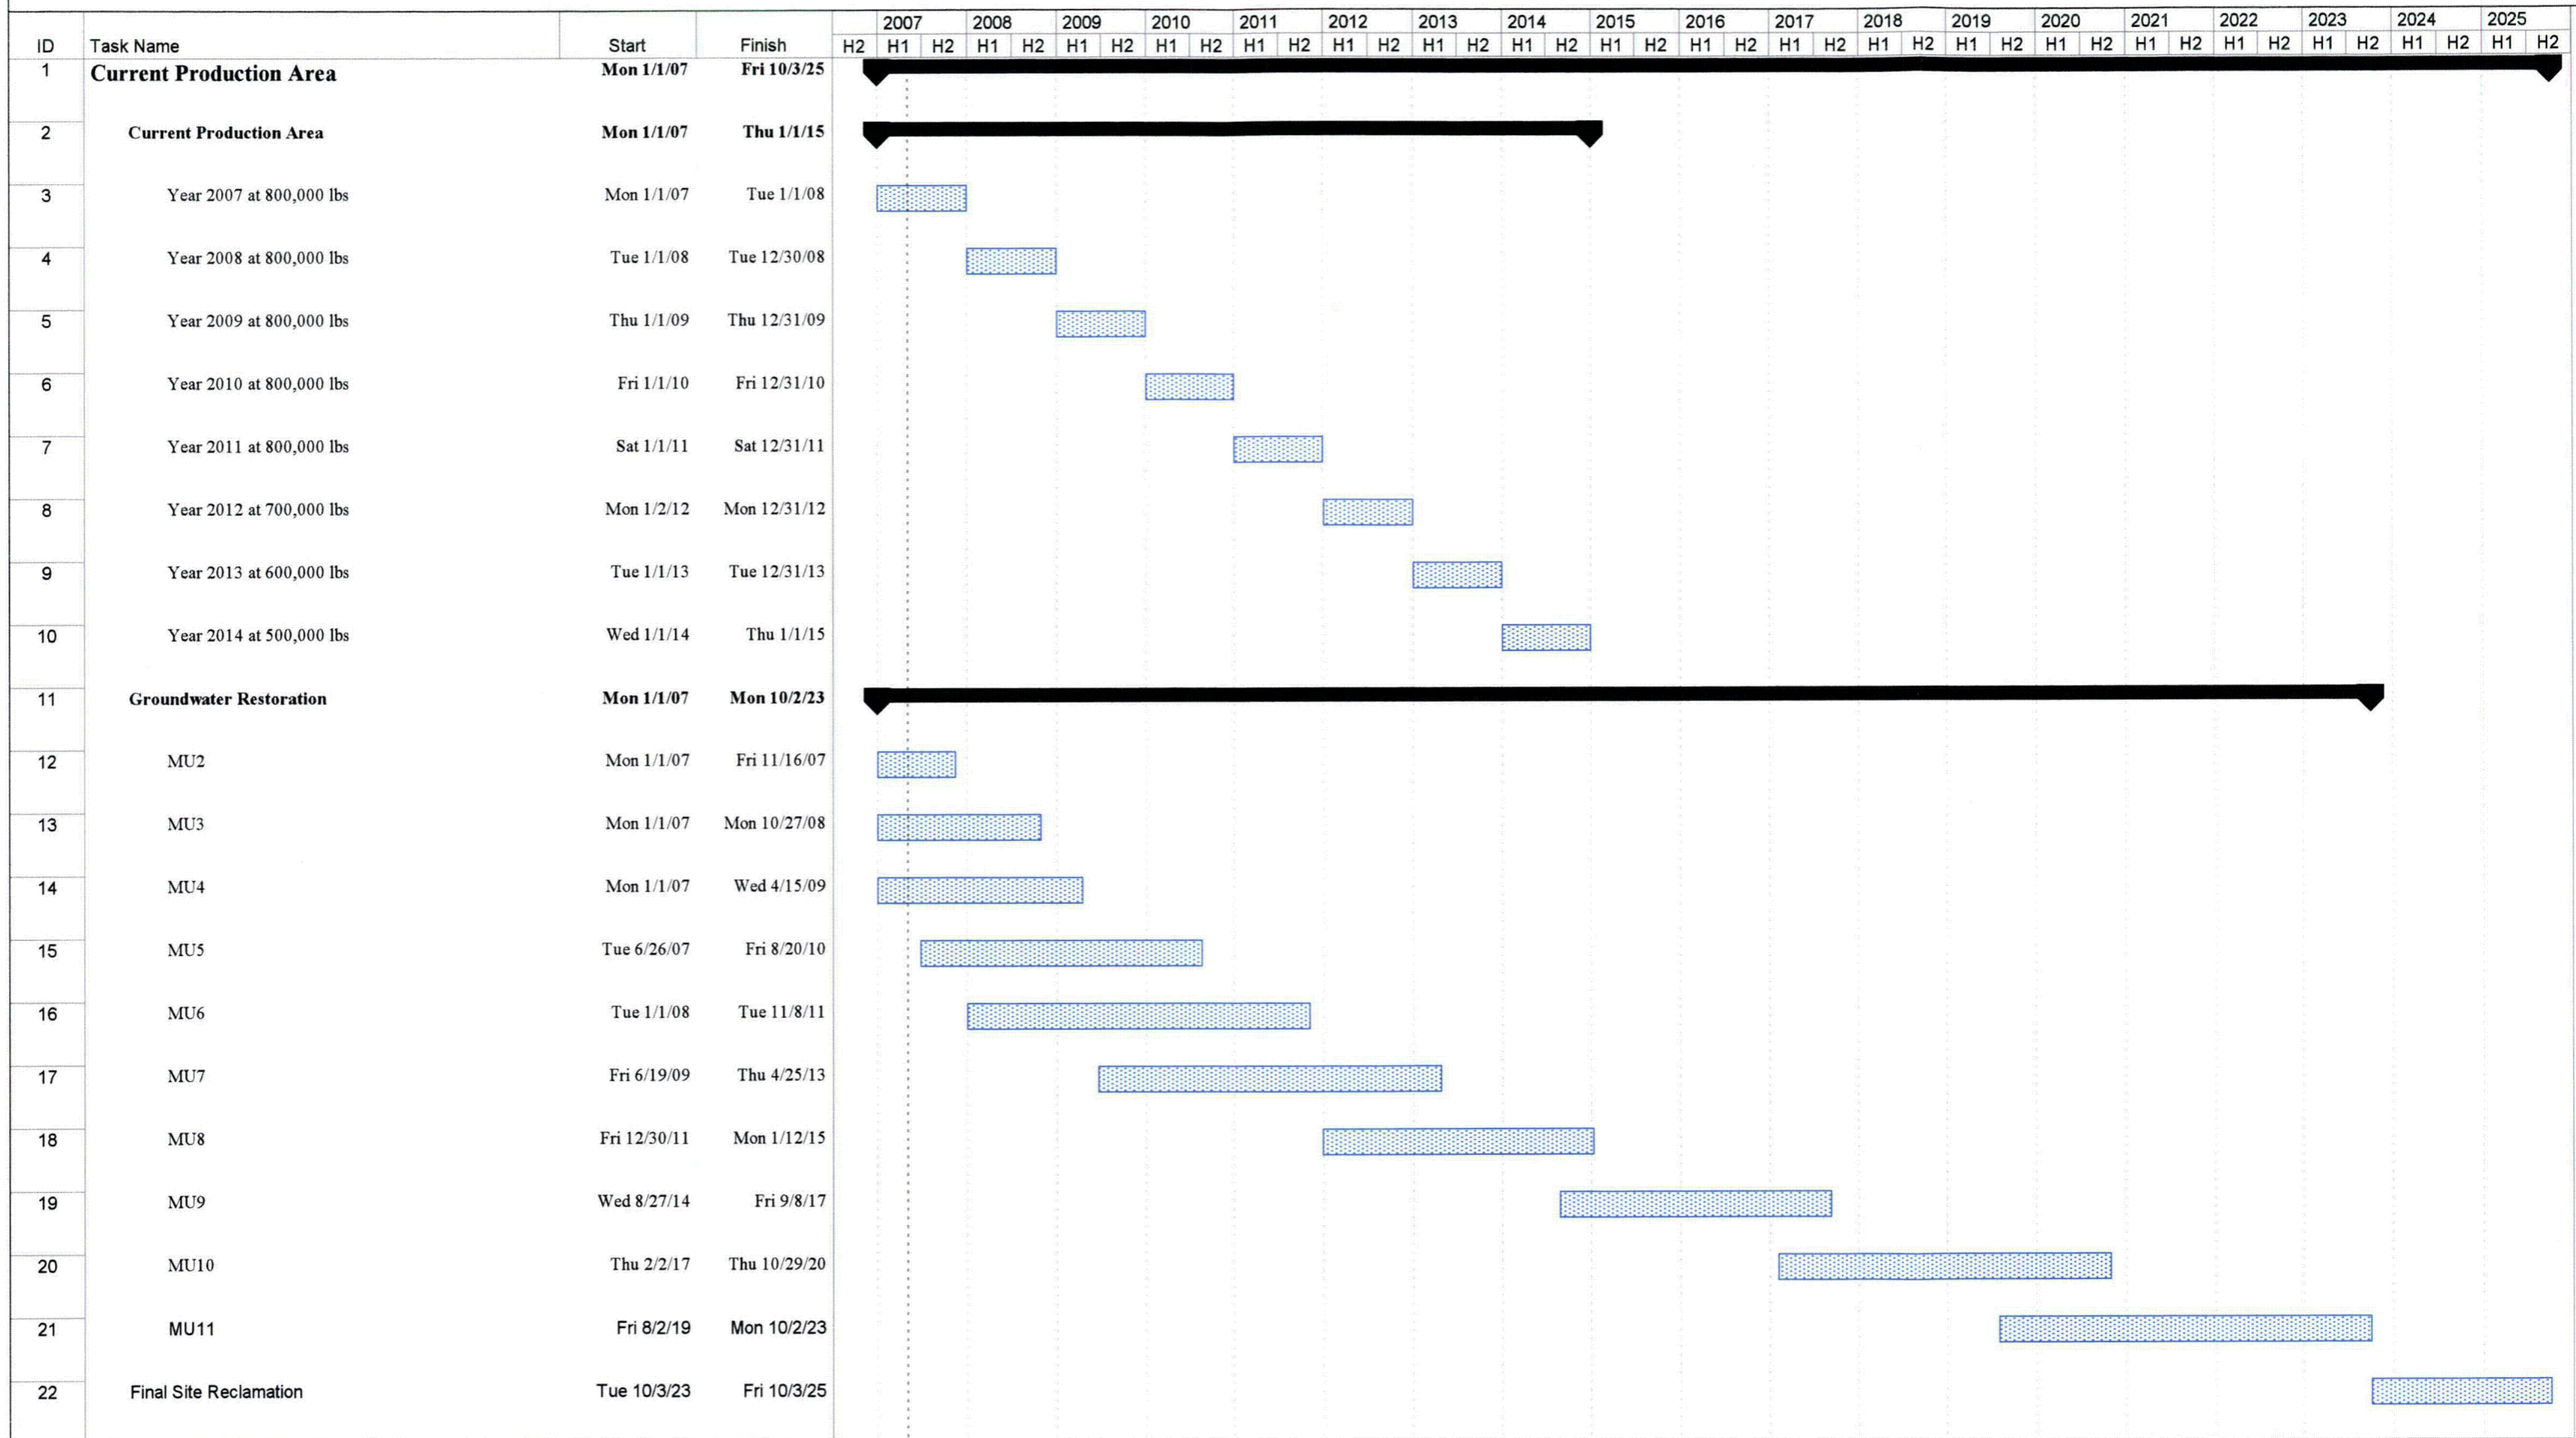 2007 2008 2009 2010 2011 2012 2013 2014 2015 2016 2017 2018 2019 2020 2021 2022 2023 2024 2025
ID Task Name Start Finish H2 H1 H2 H1 H2 H1 H2 H1 H2 H1 H2 H1 H2 H1 H2 H1 H2 H1 H2 H1 H2 H1 H2 H1 H2 H1 H2 H1 H2 H1 H2 H1 H2 H1 H2 H1 H2 H1 H2
1 Current Production Area Mon 1/1/07 Fri 10/3/25
2 Current Production Area Mon 1/1/07 Thu 1/1/15
3 Year 2007 at 800,000 lbs Mon 1/1/07 Tue 1/1/08
4 Year 2008 at 800,000 lbs Tue 1/1/08 Tue 12/30/08
5 Year 2009 at 800,000 lbs Thu 1/1/09 Thu 12/31/09
6 Year 2010 at 800,000 lbs Fri 1/1/10 Fri 12/31/10
7 Year 2011 at 800,000 lbs Sat 1/1/11 Sat 12/31/11
8 Year 2012 at 700,000 lbs Mon 1/2/12 Mon 12/31/12
9 Year 2013 at 600,000 lbs Tue 1/1/13 Tue 12/31/13
10 Year 2014 at 500,000 lbs Wed 1/1/14 Thu 1/1/15
11 Groundwater Restoration Mon 1/1/07 Mon 10/2/23
12 MU2 Mon 1/1/07 Fri 11/16/07
13 MU3 Mon 1/1/07 Mon 10/27/08
14 MU4 Mon 1/1/07 Wed 4/15/09
15 MU5 Tue 6/26/07 Fri 8/20/10
16 MU6 Tue 1/1/08 Tue 11/8/11
17 MU7 Fri 6/19/09 Thu 4/25/13
18 MU8 Fri 12/30/11 Mon 1/12/15
19 MU9 Wed 8/27/14 Fri 9/8/17
20 MU10 Thu 2/2/17 Thu 10/29/20
21 MU11 Fri 8/2/19 Mon 10/2/23
22 Final Site Reclamation Tue 10/3/23 Fri 10/3/25